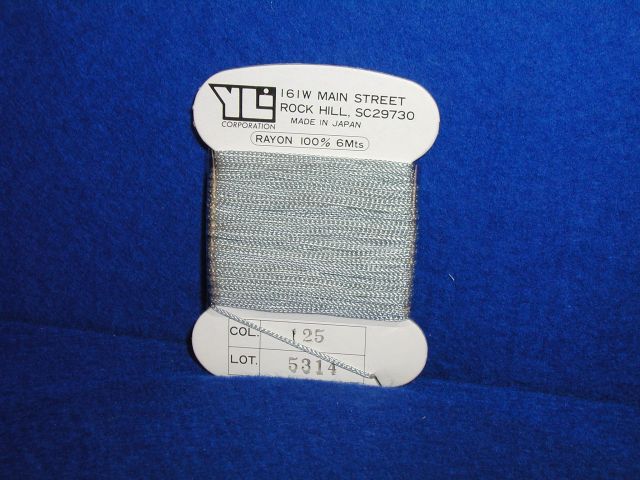 YLI
CORPORATION
161W MAIN STREET
ROCK HILL, SC29730
MADE IN JAPAN
RAYON 100% 6Mts
COL. 125
LOT. 5314